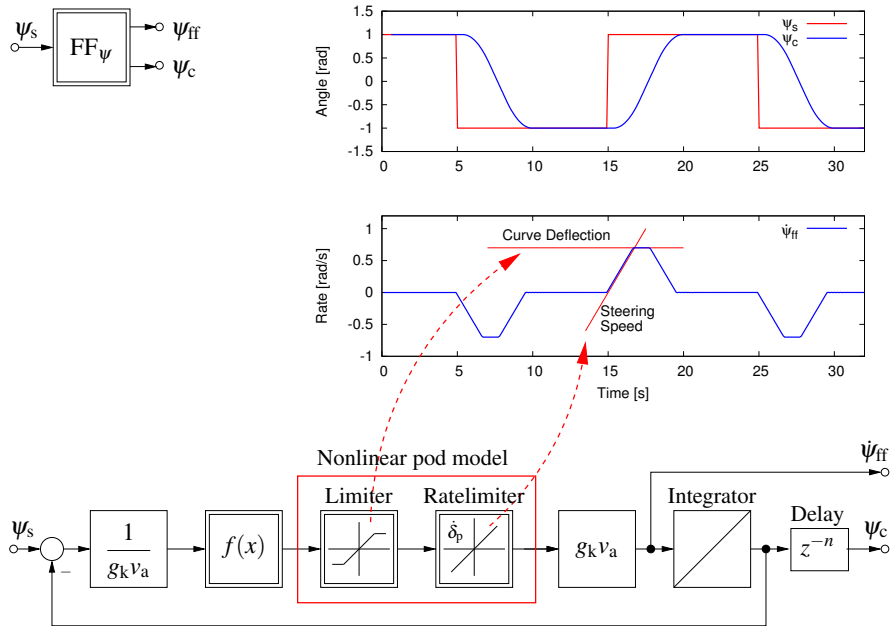 ψs
FFψ
ψff
ψc
Angle [rad]
1.5
1
0.5
0
-0.5
-1
-1.5
ψs
ψc
0 5 10 15 20 25 30
Rate [rad/s]
1
0.5
0
-0.5
-1
Curve Deflection
ψ̇ff
Steering
Speed
0 5 10 15 20 25 30
Time [s]
Nonlinear pod model
ψ̇ff
Limiter Ratelimiter Integrator
Delay
ψs
−
1
gkva
f(x)
δ̇p
gkva
z−n
ψc